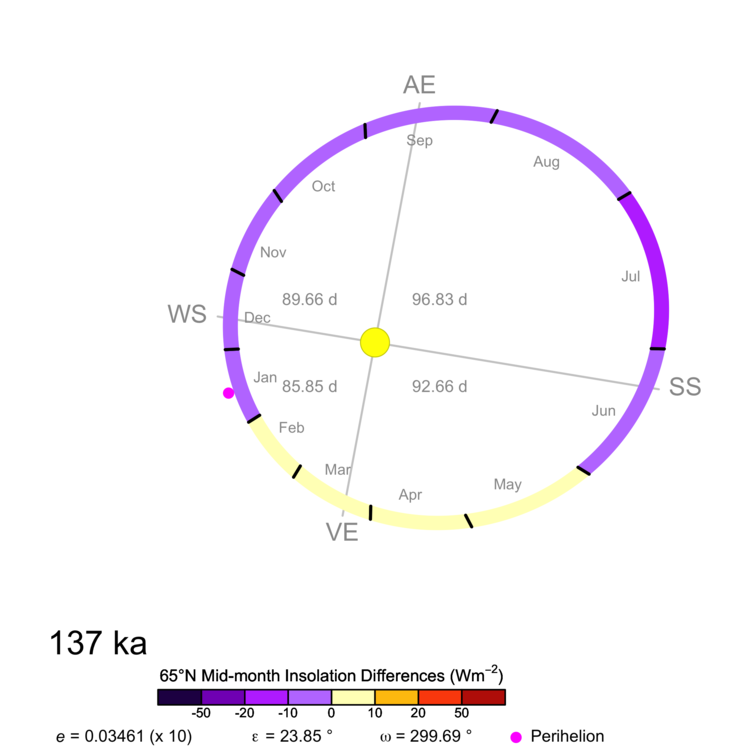 AE
Sep
Aug
Oct
Nov
Jul
89.66 d 96.83 d
WS Dec
Jan 85.85 d 92.66 d SS
Jun
Feb
Mar
May
Apr
VE
137 ka
65°N Mid-month Insolation Differences (Wm⁻²)
-50 -20 -10 0 10 20 50
e = 0.03461 (x 10) ε = 23.85 ° ω = 299.69 ° Perihelion